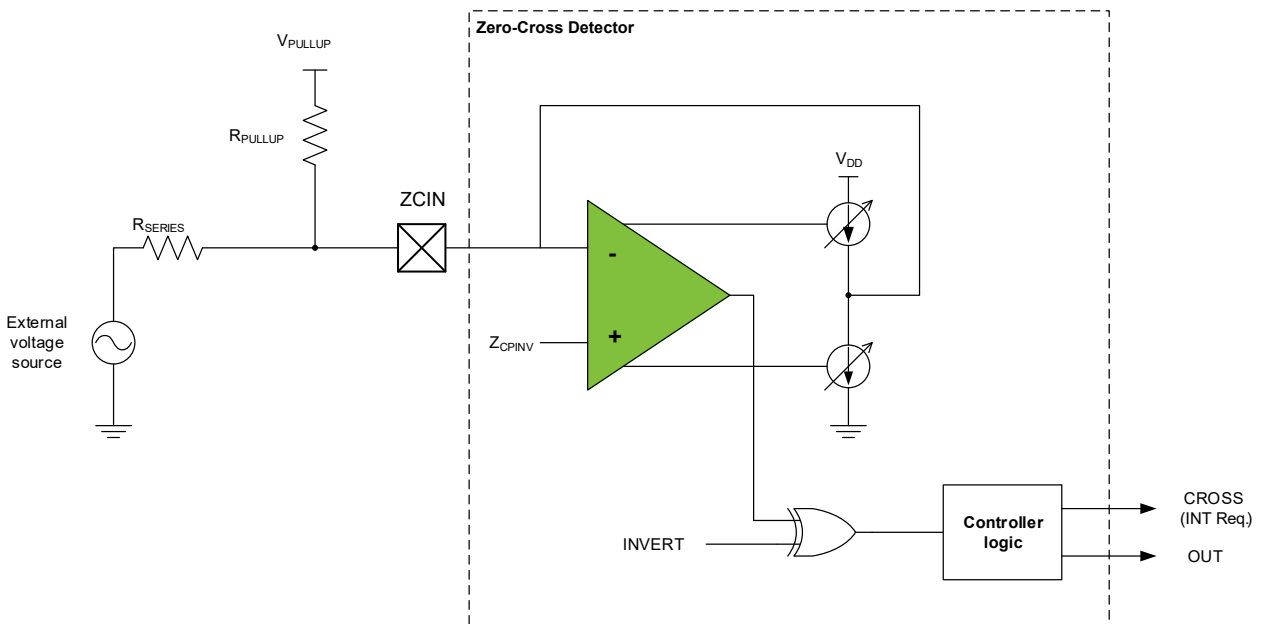 Zero-Cross Detector
VPULLUP
RPULLUP
VDD
ZCIN
RSERIES
-
External
voltage
source
+
ZCPINV
CROSS
(INT Req.)
Controller
logic
INVERT
OUT